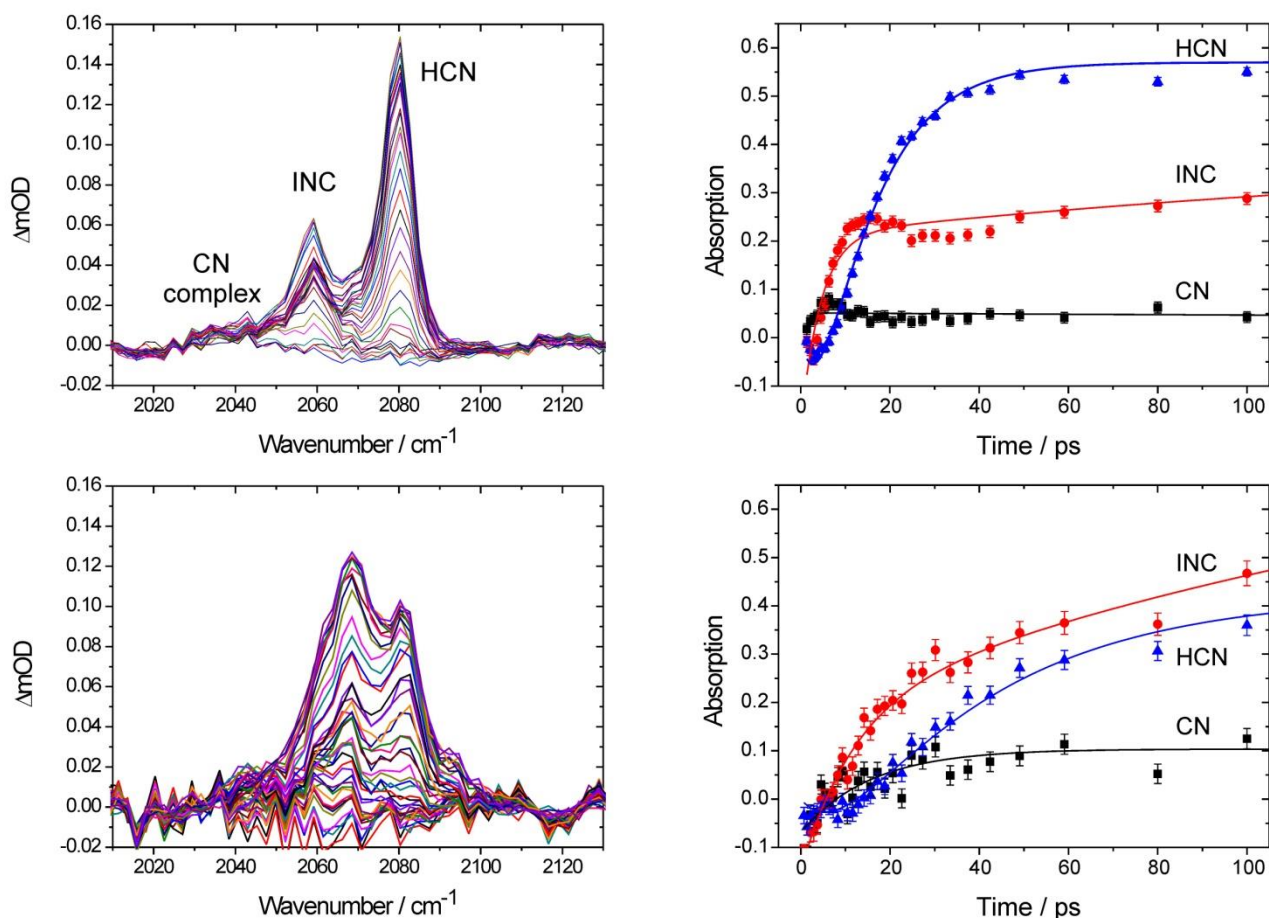 0.16
0.14
0.12
0.10
0.08
0.06
0.04
0.02
0.00
-0.02
ΔmOD
HCN
INC
CN
complex
2020 2040 2060 2080 2100 2120
Wavenumber / cm-1
0.6
0.5
0.4
0.3
0.2
0.1
0.0
-0.1
Absorption
HCN
INC
CN
0 20 40 60 80 100
Time / ps
0.16
0.14
0.12
0.10
0.08
0.06
0.04
0.02
0.00
-0.02
ΔmOD
2020 2040 2060 2080 2100 2120
Wavenumber / cm-1
0.6
0.5
0.4
0.3
0.2
0.1
0.0
-0.1
Absorption
INC
HCN
CN
0 20 40 60 80 100
Time / ps